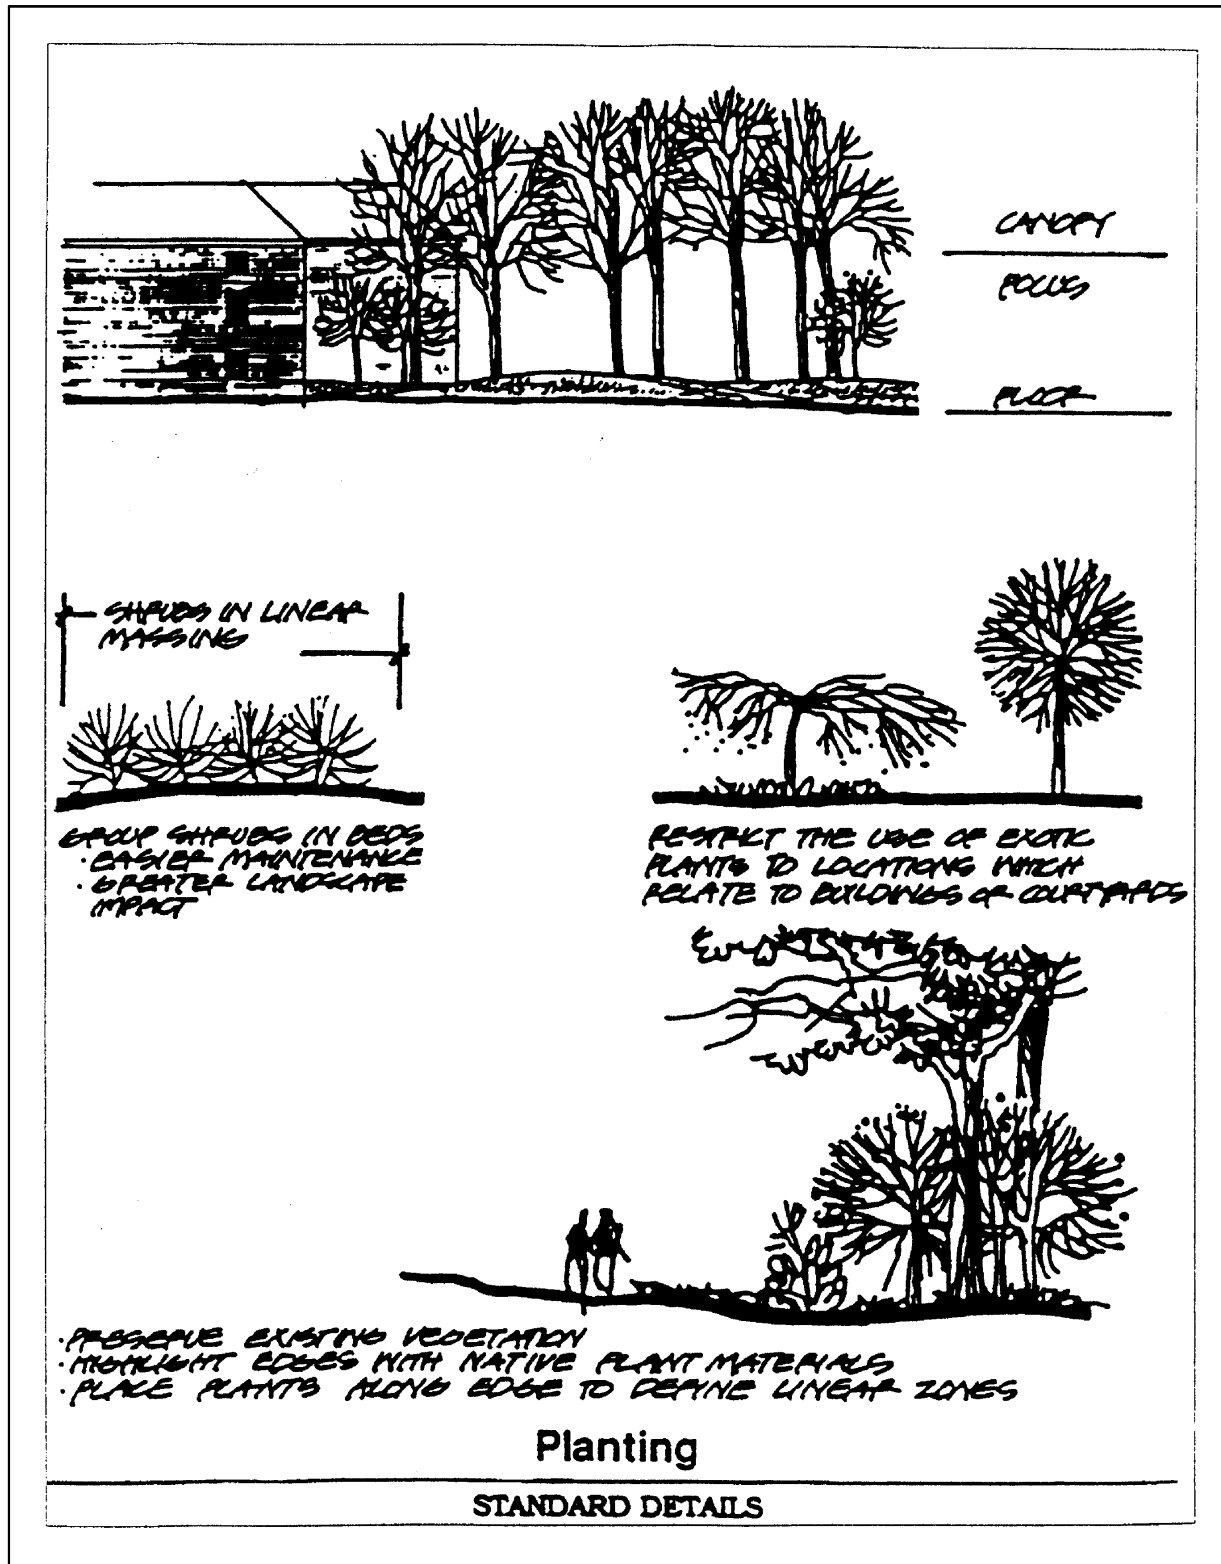 CANOPY
FOCUS
FLOOR
SHRUBS IN LINEAR
MASSING
GROUP SHRUBS IN BEDS
· EASIER MAINTENANCE
· GREATER LANDSCAPE
IMPACT
RESTRICT THE USE OF EXOTIC
PLANTS TO LOCATIONS WHICH
RELATE TO BUILDINGS OR COURTYARDS
· PRESERVE EXISTING VEGETATION
· HIGHLIGHT EDGES WITH NATIVE PLANT MATERIALS
· PLACE PLANTS ALONG EDGE TO DEFINE LINEAR ZONES
Planting
STANDARD DETAILS